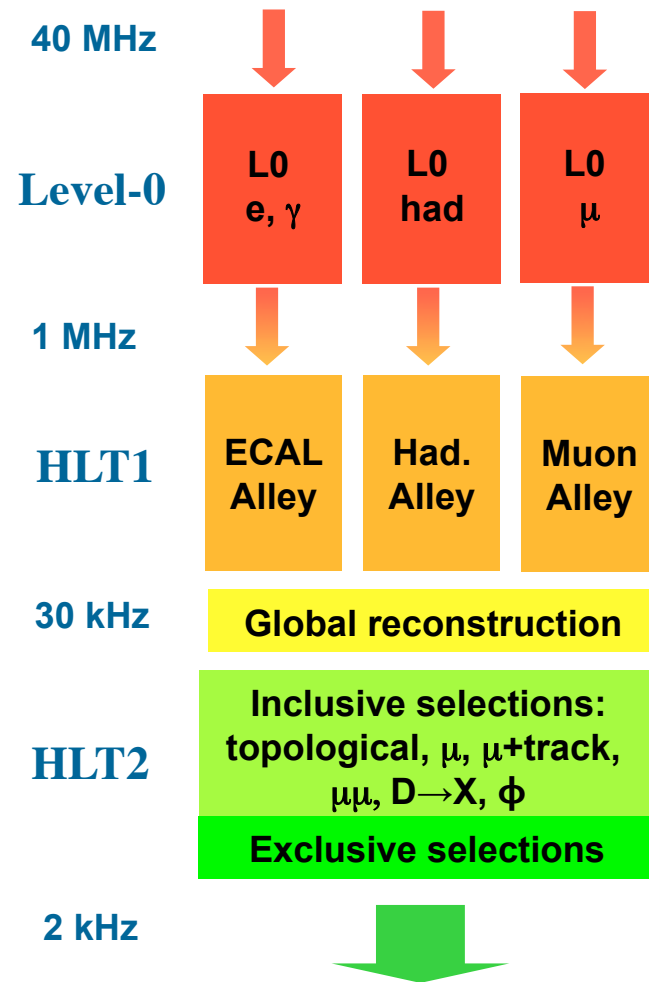 40 MHz
Level-0
L0
e, γ
L0
had
L0
μ
1 MHz
HLT1
ECAL
Alley
Had.
Alley
Muon
Alley
30 kHz
Global reconstruction
HLT2
Inclusive selections:
topological, μ, μ+track,
μμ, D→X, ϕ
Exclusive selections
2 kHz